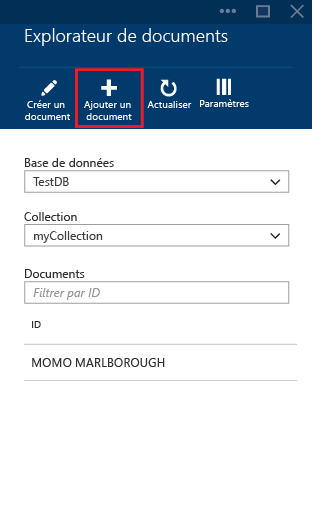 Explorateur de documents
Créer un document
Ajouter un document
Actualiser
Paramètres
Base de données
TestDB
Collection
myCollection
Documents
Filtrer par ID
ID
MOMO MARLBOROUGH